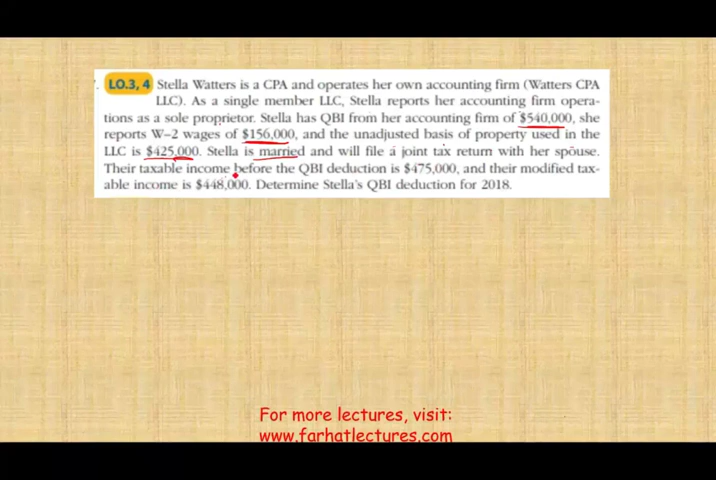 LO.3, 4 Stella Watters is a CPA and operates her own accounting firm (Watters CPA
LLC). As a single member LLC, Stella reports her accounting firm opera-
tions as a sole proprietor. Stella has QBI from her accounting firm of $540,000, she
reports W-2 wages of $156,000, and the unadjusted basis of property used in the
LLC is $425,000. Stella is married and will file a joint tax return with her spouse.
Their taxable income before the QBI deduction is $475,000, and their modified tax-
able income is $448,000. Determine Stella's QBI deduction for 2018.
For more lectures, visit:
www.farhatlectures.com